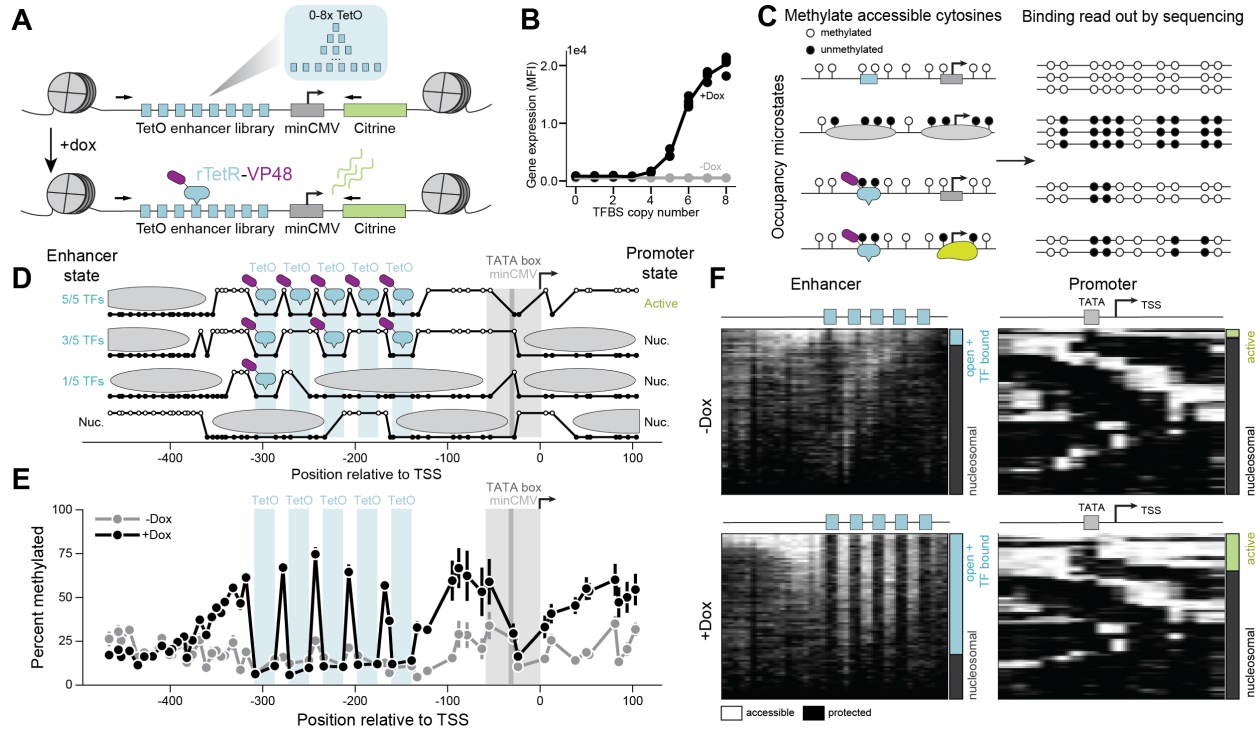 A
0-8x TetO
...
TetO enhancer library
minCMV
Citrine
+dox
rTetR-VP48
TetO enhancer library
minCMV
Citrine
B
1e4
Gene expression (MFI)
2.0
1.0
0.0
+Dox
-Dox
0 2 4 6 8
TFBS copy number
C
Methylate accessible cytosines
Binding read out by sequencing
methylated
unmethylated
Occupancy microstates
D
Enhancer
state
TetO TetO TetO TetO TetO
TATA box
minCMV
Promoter
state
5/5 TFs
Active
3/5 TFs
Nuc.
1/5 TFs
Nuc.
Nuc.
Nuc.
-400 -300 -200 -100 0 100
Position relative to TSS
E
TetO TetO TetO TetO TetO
TATA box
minCMV
-Dox
+Dox
Percent methylated
100
75
50
25
0
-400 -300 -200 -100 0 100
Position relative to TSS
F
Enhancer
Promoter
TATA
TSS
-Dox
open +
TF bound
nucleosomal
active
nucleosomal
TATA
TSS
+Dox
open +
TF bound
nucleosomal
active
nucleosomal
accessible
protected